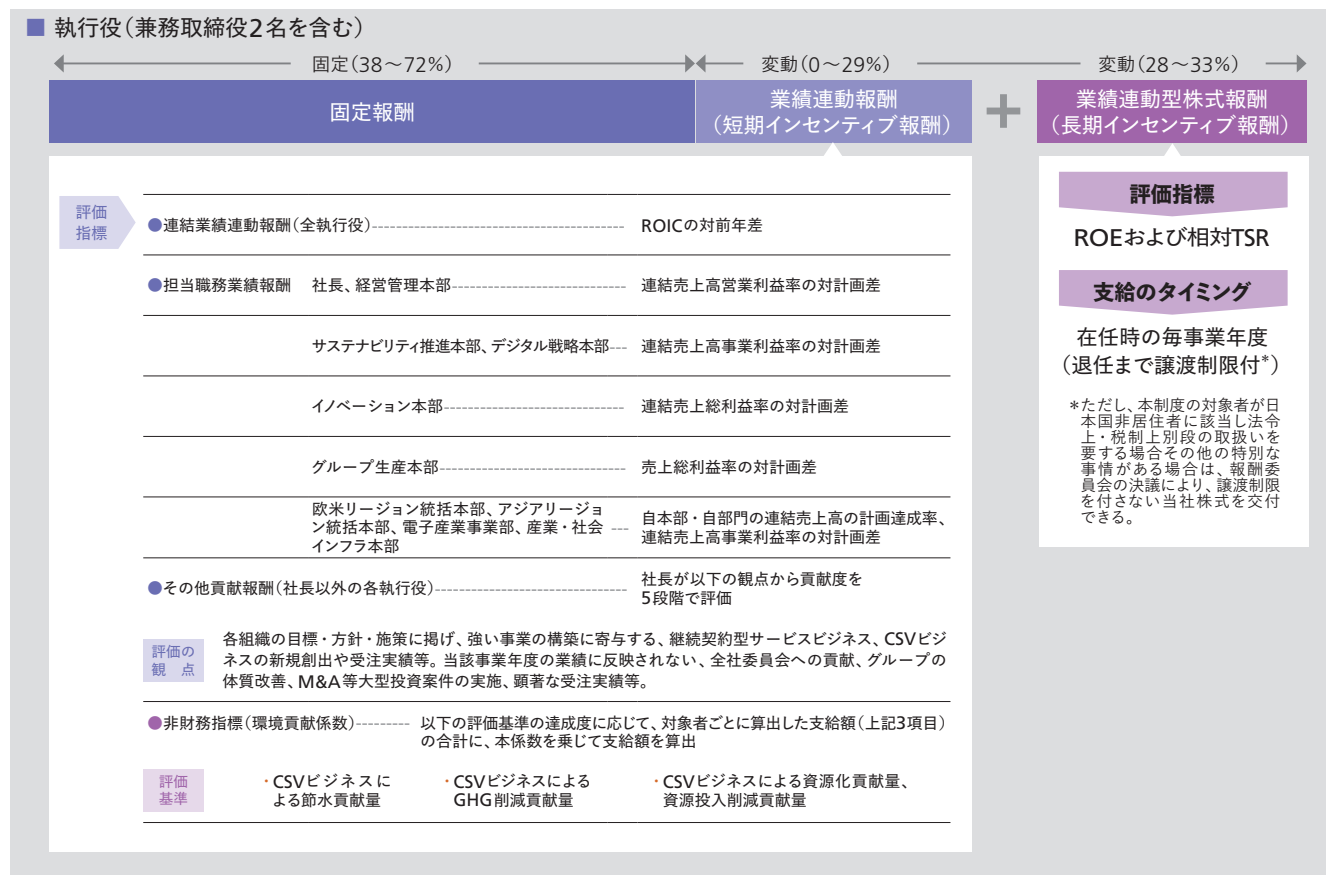 執行役(兼務取締役2名を含む)
固定(38〜72%)
変動(0〜29%)
変動(28〜33%)
固定報酬
業績連動報酬
(短期インセンティブ報酬)
+
業績連動型株式報酬
(長期インセンティブ報酬)
評価
指標
●連結業績連動報酬(全執行役)
ROICの対前年差
●担当職務業績報酬
社長、経営管理本部
連結売上高営業利益率の対計画差
サステナビリティ推進本部、デジタル戦略本部
連結売上高事業利益率の対計画差
イノベーション本部
連結売上総利益率の対計画差
グループ生産本部
売上総利益率の対計画差
欧米リージョン統括本部、アジアリージョ
ン統括本部、電子産業事業部、産業・社会
インフラ本部
自本部・自部門の連結売上高の計画達成率、
連結売上高事業利益率の対計画差
●その他貢献報酬(社長以外の各執行役)
社長が以下の観点から貢献度を
5段階で評価
評価の
観 点
各組織の目標・方針・施策に掲げ、強い事業の構築に寄与する、継続契約型サービスビジネス、CSVビジ
ネスの新規創出や受注実績等。当該事業年度の業績に反映されない、全社委員会への貢献、グループの
体質改善、M&A等大型投資案件の実施、顕著な受注実績等。
●非財務指標(環境貢献係数)
以下の評価基準の達成度に応じて、対象者ごとに算出した支給額(上記3項目)
の合計に、本係数を乗じて支給額を算出
評価
基準
・CSVビジネスに
よる節水貢献量
・CSVビジネスによる
GHG削減貢献量
・CSVビジネスによる資源化貢献量、
資源投入削減貢献量
評価指標
ROEおよび相対TSR
支給のタイミング
在任時の毎事業年度
(退任まで譲渡制限付*)
*ただし、本制度の対象者が日
本国非居住者に該当し法令
上・税制上別段の取扱いを
要する場合その他の特別な
事情がある場合は、報酬委
員会の決議により、譲渡制限
を付さない当社株式を交付
できる。